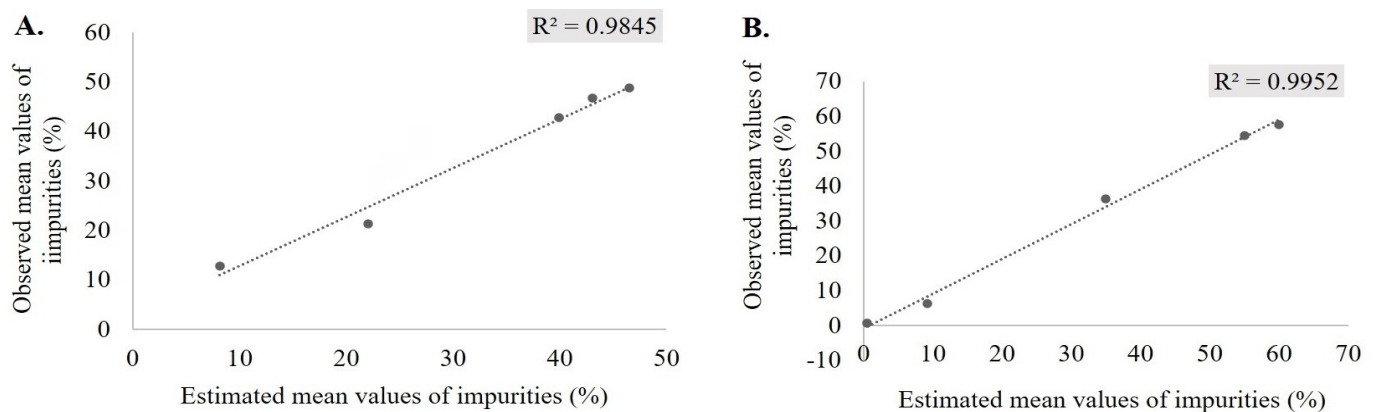 A.
R² = 0.9845
Observed mean values of
ïmpurities (%)
60
50
40
30
20
10
0
0 10 20 30 40 50
Estimated mean values of impurities (%)
B.
R² = 0.9952
Observed mean values of
impurities (%)
70
60
50
40
30
20
10
0
-10
0 10 20 30 40 50 60 70
Estimated mean values of impurities (%)